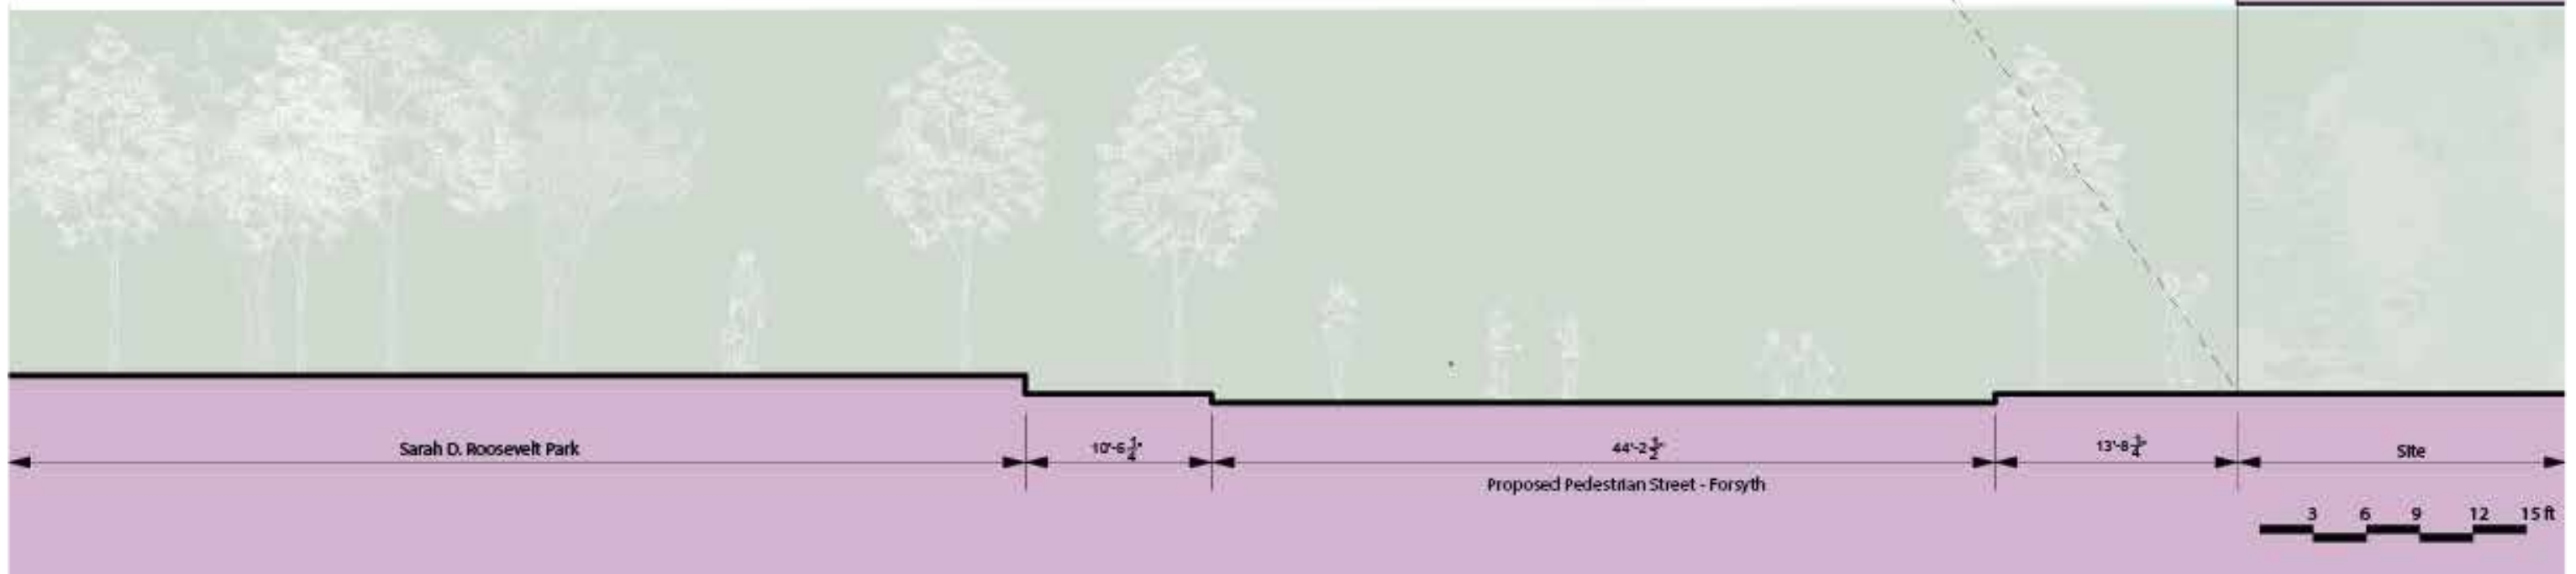 Sarah D. Roosevelt Park
10'-6 1/4"
44'-2 1/2"
13'-8 1/4"
Site
Proposed Pedestrian Street - Forsyth
3 6 9 12 15 ft